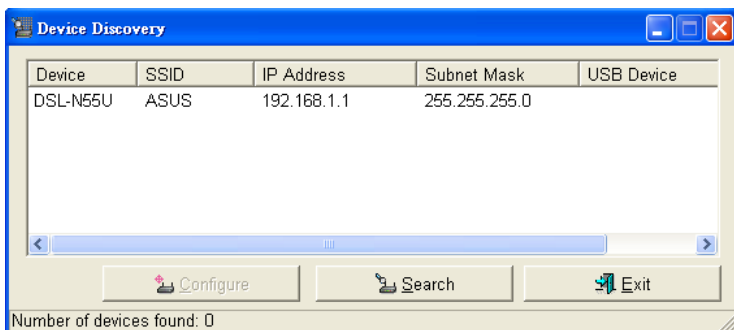 Device Discovery
Device SSID IP Address Subnet Mask USB Device
DSL-N55U ASUS 192.168.1.1 255.255.255.0
Configure Search Exit
Number of devices found: 0